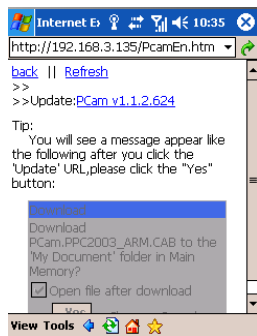 Internet Ex 10:35
http://192.168.3.135/PcamEn.htm
back || Refresh
>>
>>Update:PCam v1.1.2.624
Tip:
You will see a message appear like
the following after you click the
'Update' URL,please click the "Yes"
button:
Download
Download
PCam.PPC2003_ARM.CAB to the
'My Document' folder in Main
Memory?
Open file after download
Yes
View Tools